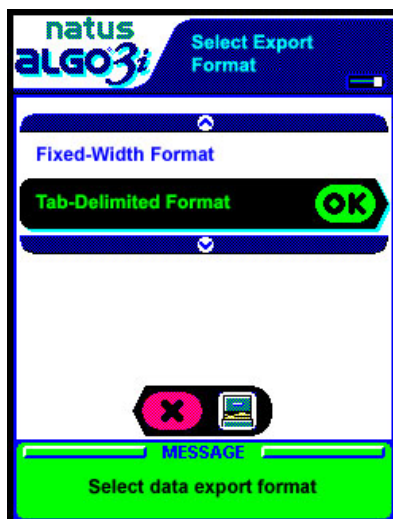 natus
ALGO3i
Select Export
Format
Fixed-Width Format
Tab-Delimited Format
OK
MESSAGE
Select data export format